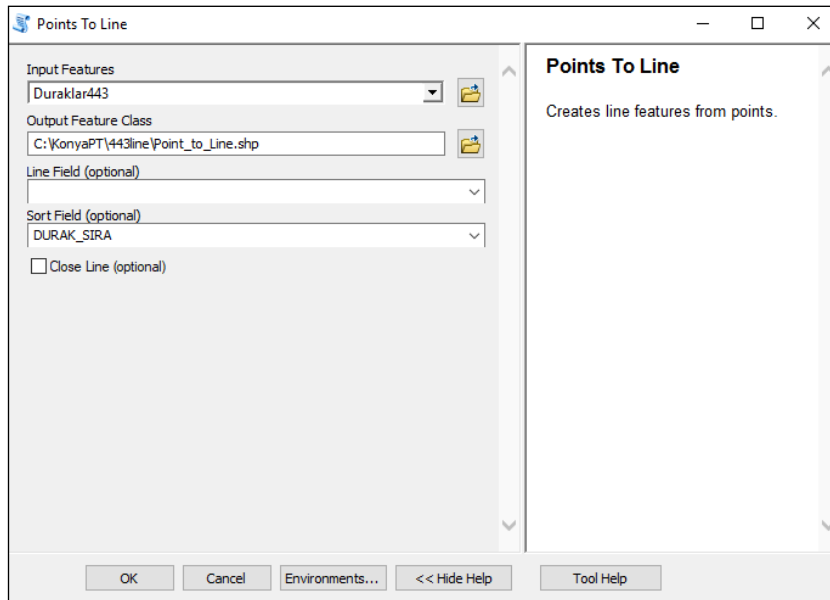 Points To Line
Input Features
Duraklar443
Output Feature Class
C:\KonyaPT\443line\Point_to_Line.shp
Line Field (optional)
Sort Field (optional)
DURAK_SIRA
Close Line (optional)
Points To Line
Creates line features from points.
OK
Cancel
Environments...
<< Hide Help
Tool Help